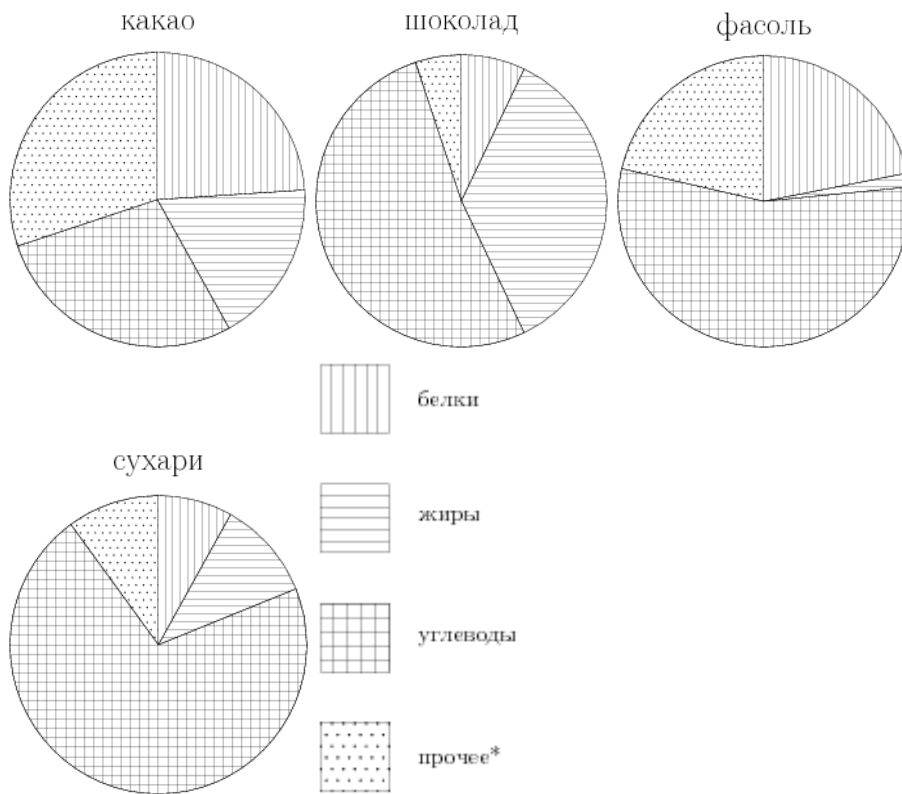 какао
шоколад
фасоль
белки
сухари
жиры
углеводы
прочее*